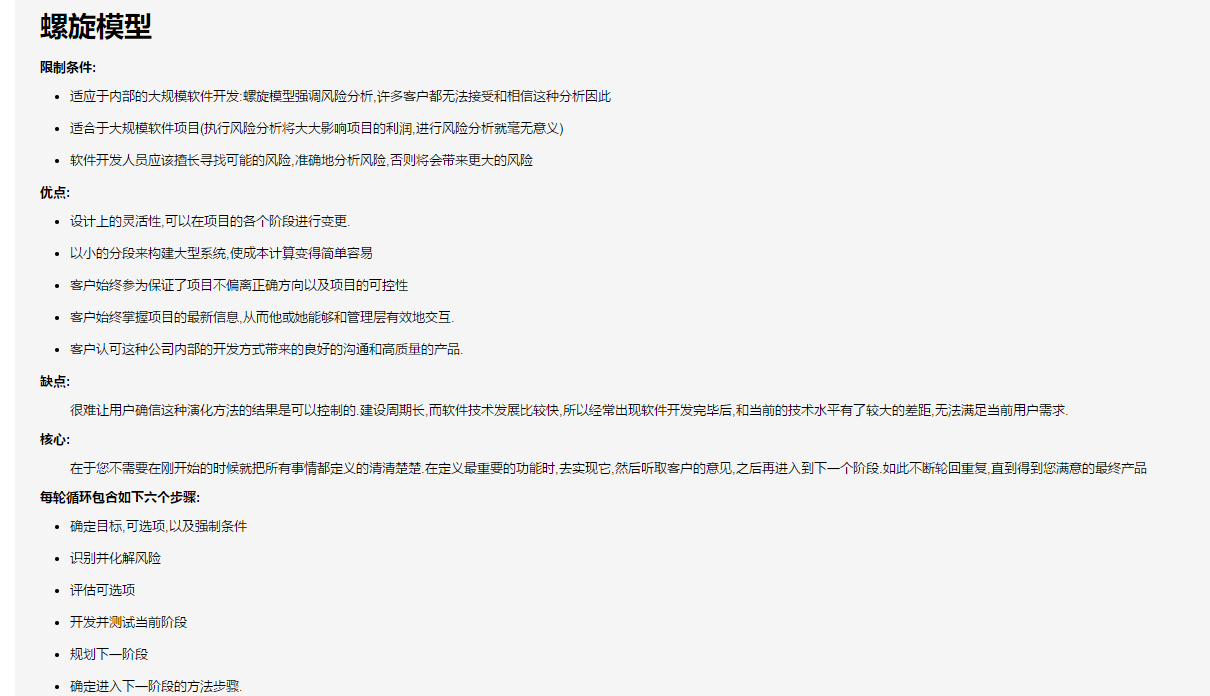 螺旋模型
限制条件:
适应于内部的大规模软件开发:螺旋模型强调风险分析,许多客户都无法接受和相信这种分析因此
适合于大规模软件项目(执行风险分析将大大影响项目的利润,进行风险分析就毫无意义)
软件开发人员应该擅长寻找可能的风险,准确地分析风险,否则将会带来更大的风险
优点:
设计上的灵活性,可以在项目的各个阶段进行变更.
以小的分段来构建大型系统,使成本计算变得简单容易
客户始终参为保证了项目不偏离正确方向以及项目的可控性
客户始终掌握项目的最新信息,从而他或她能够和管理层有效地交互.
客户认可这种公司内部的开发方式带来的良好的沟通和高质量的产品.
缺点:
很难让用户确信这种演化方法的结果是可以控制的.建设周期长,而软件技术发展比较快,所以经常出现软件开发完毕后,和当前的技术水平有了较大的差距,无法满足当前用户需求.
核心:
在于您不需要在刚开始的时候就把所有事情都定义的清清楚楚.在定义最重要的功能时,去实现它,然后听取客户的意见,之后再进入到下一个阶段.如此不断轮回重复,直到得到您满意的最终产品
每轮循环包含如下六个步骤:
确定目标,可选项,以及强制条件
识别并化解风险
评估可选项
开发并测试当前阶段
规划下一阶段
确定进入下一阶段的方法步骤.